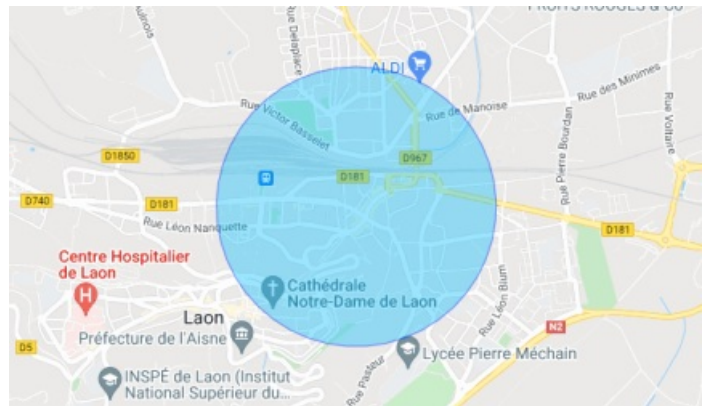 FRUITS ROUGES & Co
Aulnois
Rue Delaplace
ALDI
Rue des Minimes
Rue de Manoise
Rue Victor Basselet
Rue Voltaire
Rue Pierre Bourdan
D1850
D967
D181
D740
D181
Rue Léon Nanquette
D181
Centre Hospitalier
de Laon
Cathédrale
Notre-Dame de Laon
Rue Léon Blum
Laon
N2
Préfecture de l'Aisne
D5
Lycée Pierre Méchain
Rue Pasteur
INSPÉ de Laon (Institut
National Supérieur du...